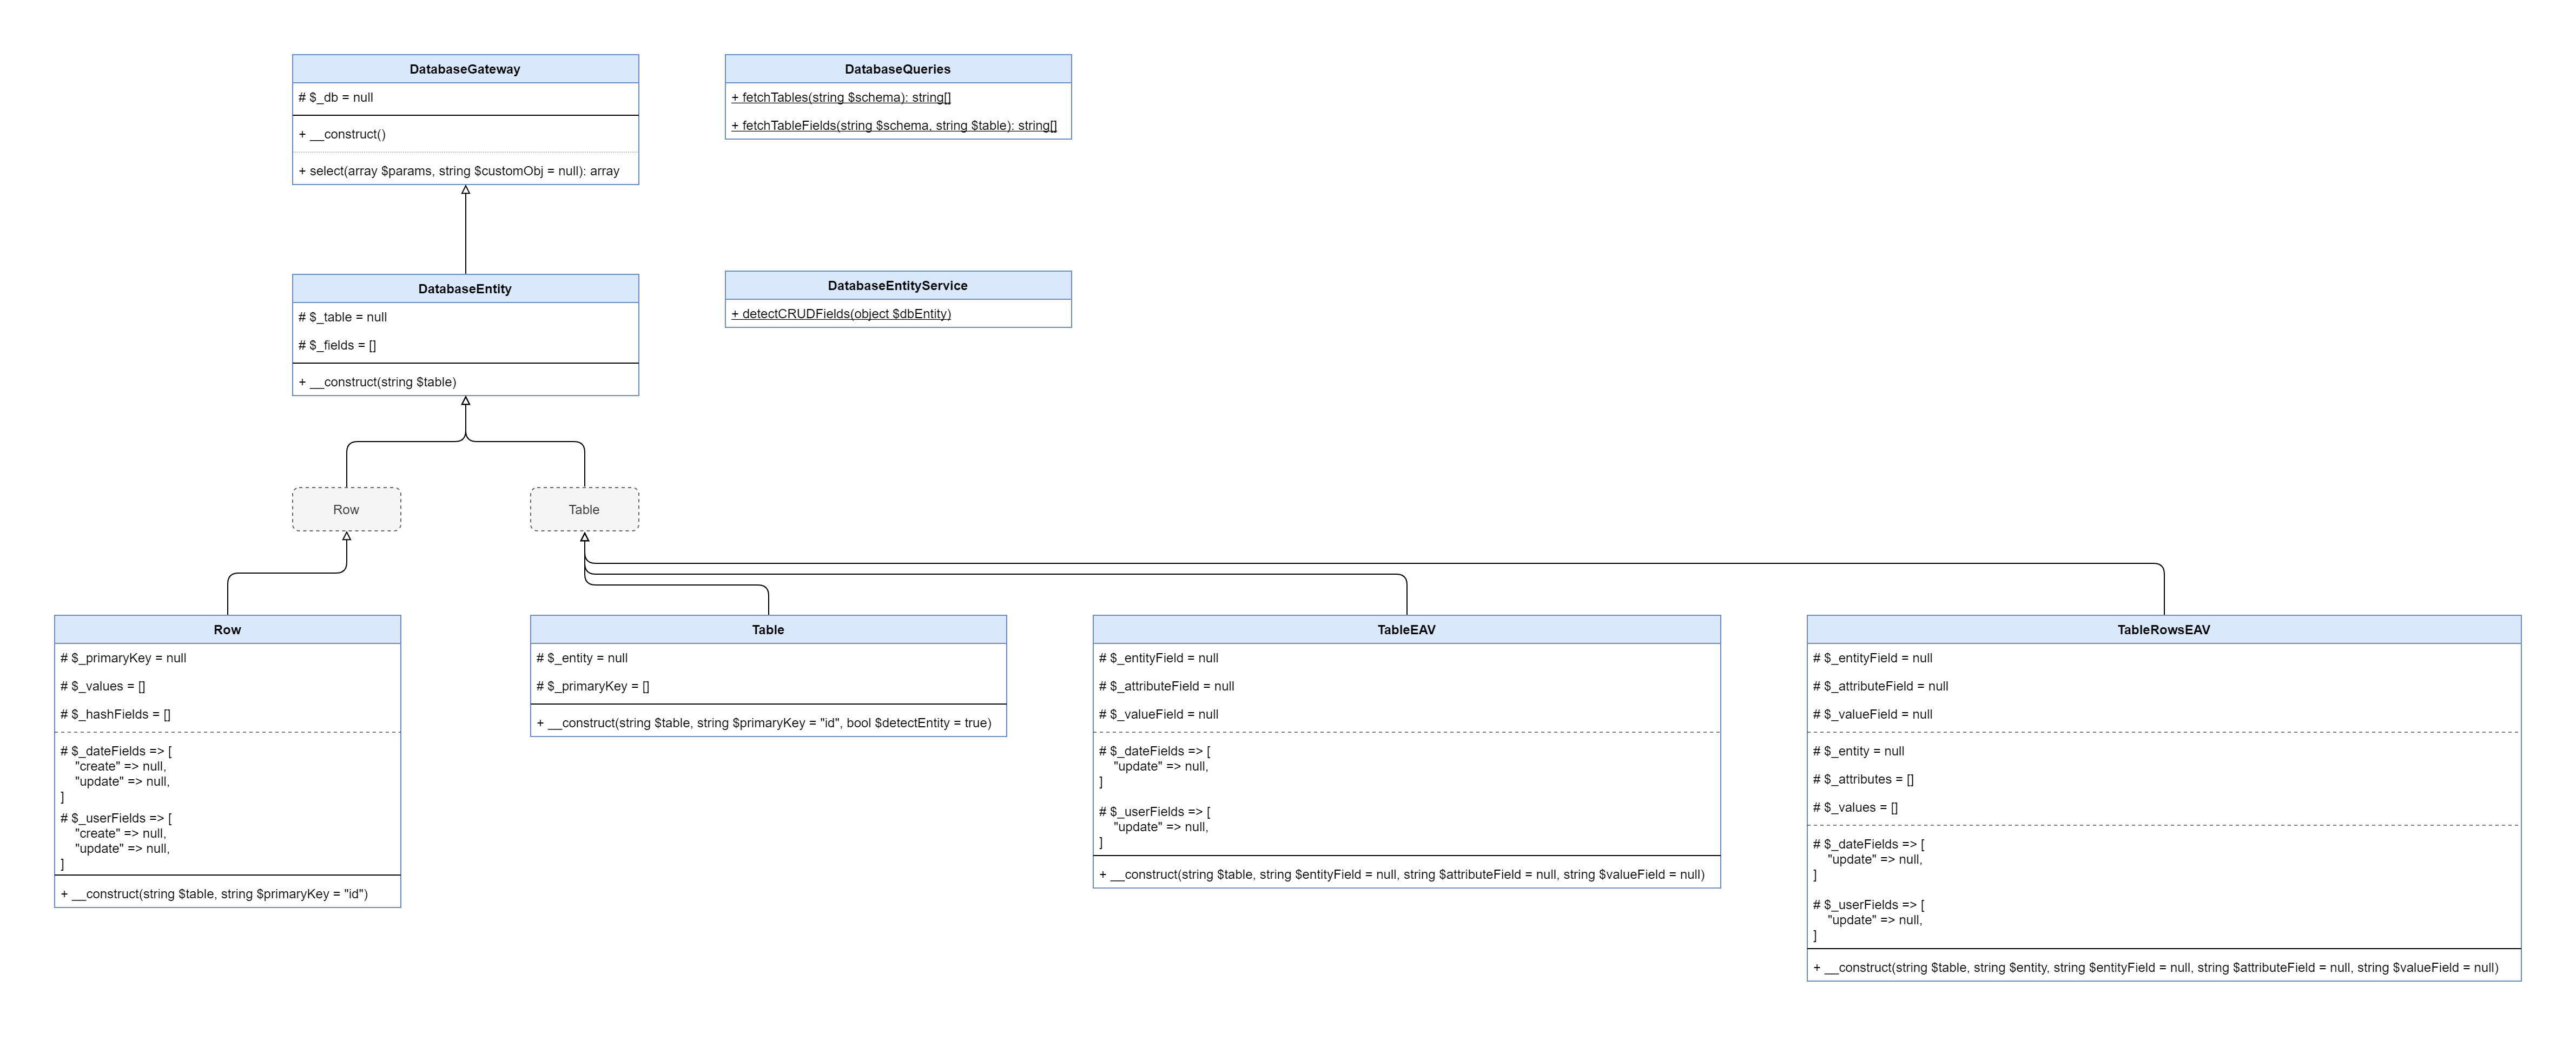 DatabaseGateway
# $_db = null
+ __construct()
+ select(array $params, string $customObj = null): array
DatabaseQueries
+ fetchTables(string $schema): string[]
+ fetchTableFields(string $schema, string $table): string[]
DatabaseEntity
# $_table = null
# $_fields = []
+ __construct(string $table)
DatabaseEntityService
+ detectCRUDFields(object $dbEntity)
Row
Table
Row
# $_primaryKey = null
# $_values = []
# $_hashFields = []
# $_dateFields => [
"create" => null,
"update" => null,
]
# $_userFields => [
"create" => null,
"update" => null,
]
+ __construct(string $table, string $primaryKey = "id")
Table
# $_entity = null
# $_primaryKey = []
+ __construct(string $table, string $primaryKey = "id", bool $detectEntity = true)
TableEAV
# $_entityField = null
# $_attributeField = null
# $_valueField = null
# $_dateFields => [
"update" => null,
]
# $_userFields => [
"update" => null,
]
+ __construct(string $table, string $entityField = null, string $attributeField = null, string $valueField = null)
TableRowsEAV
# $_entityField = null
# $_attributeField = null
# $_valueField = null
# $_entity = null
# $_attributes = []
# $_values = []
# $_dateFields => [
"update" => null,
]
# $_userFields => [
"update" => null,
]
+ __construct(string $table, string $entity, string $entityField = null, string $attributeField = null, string $valueField = null)